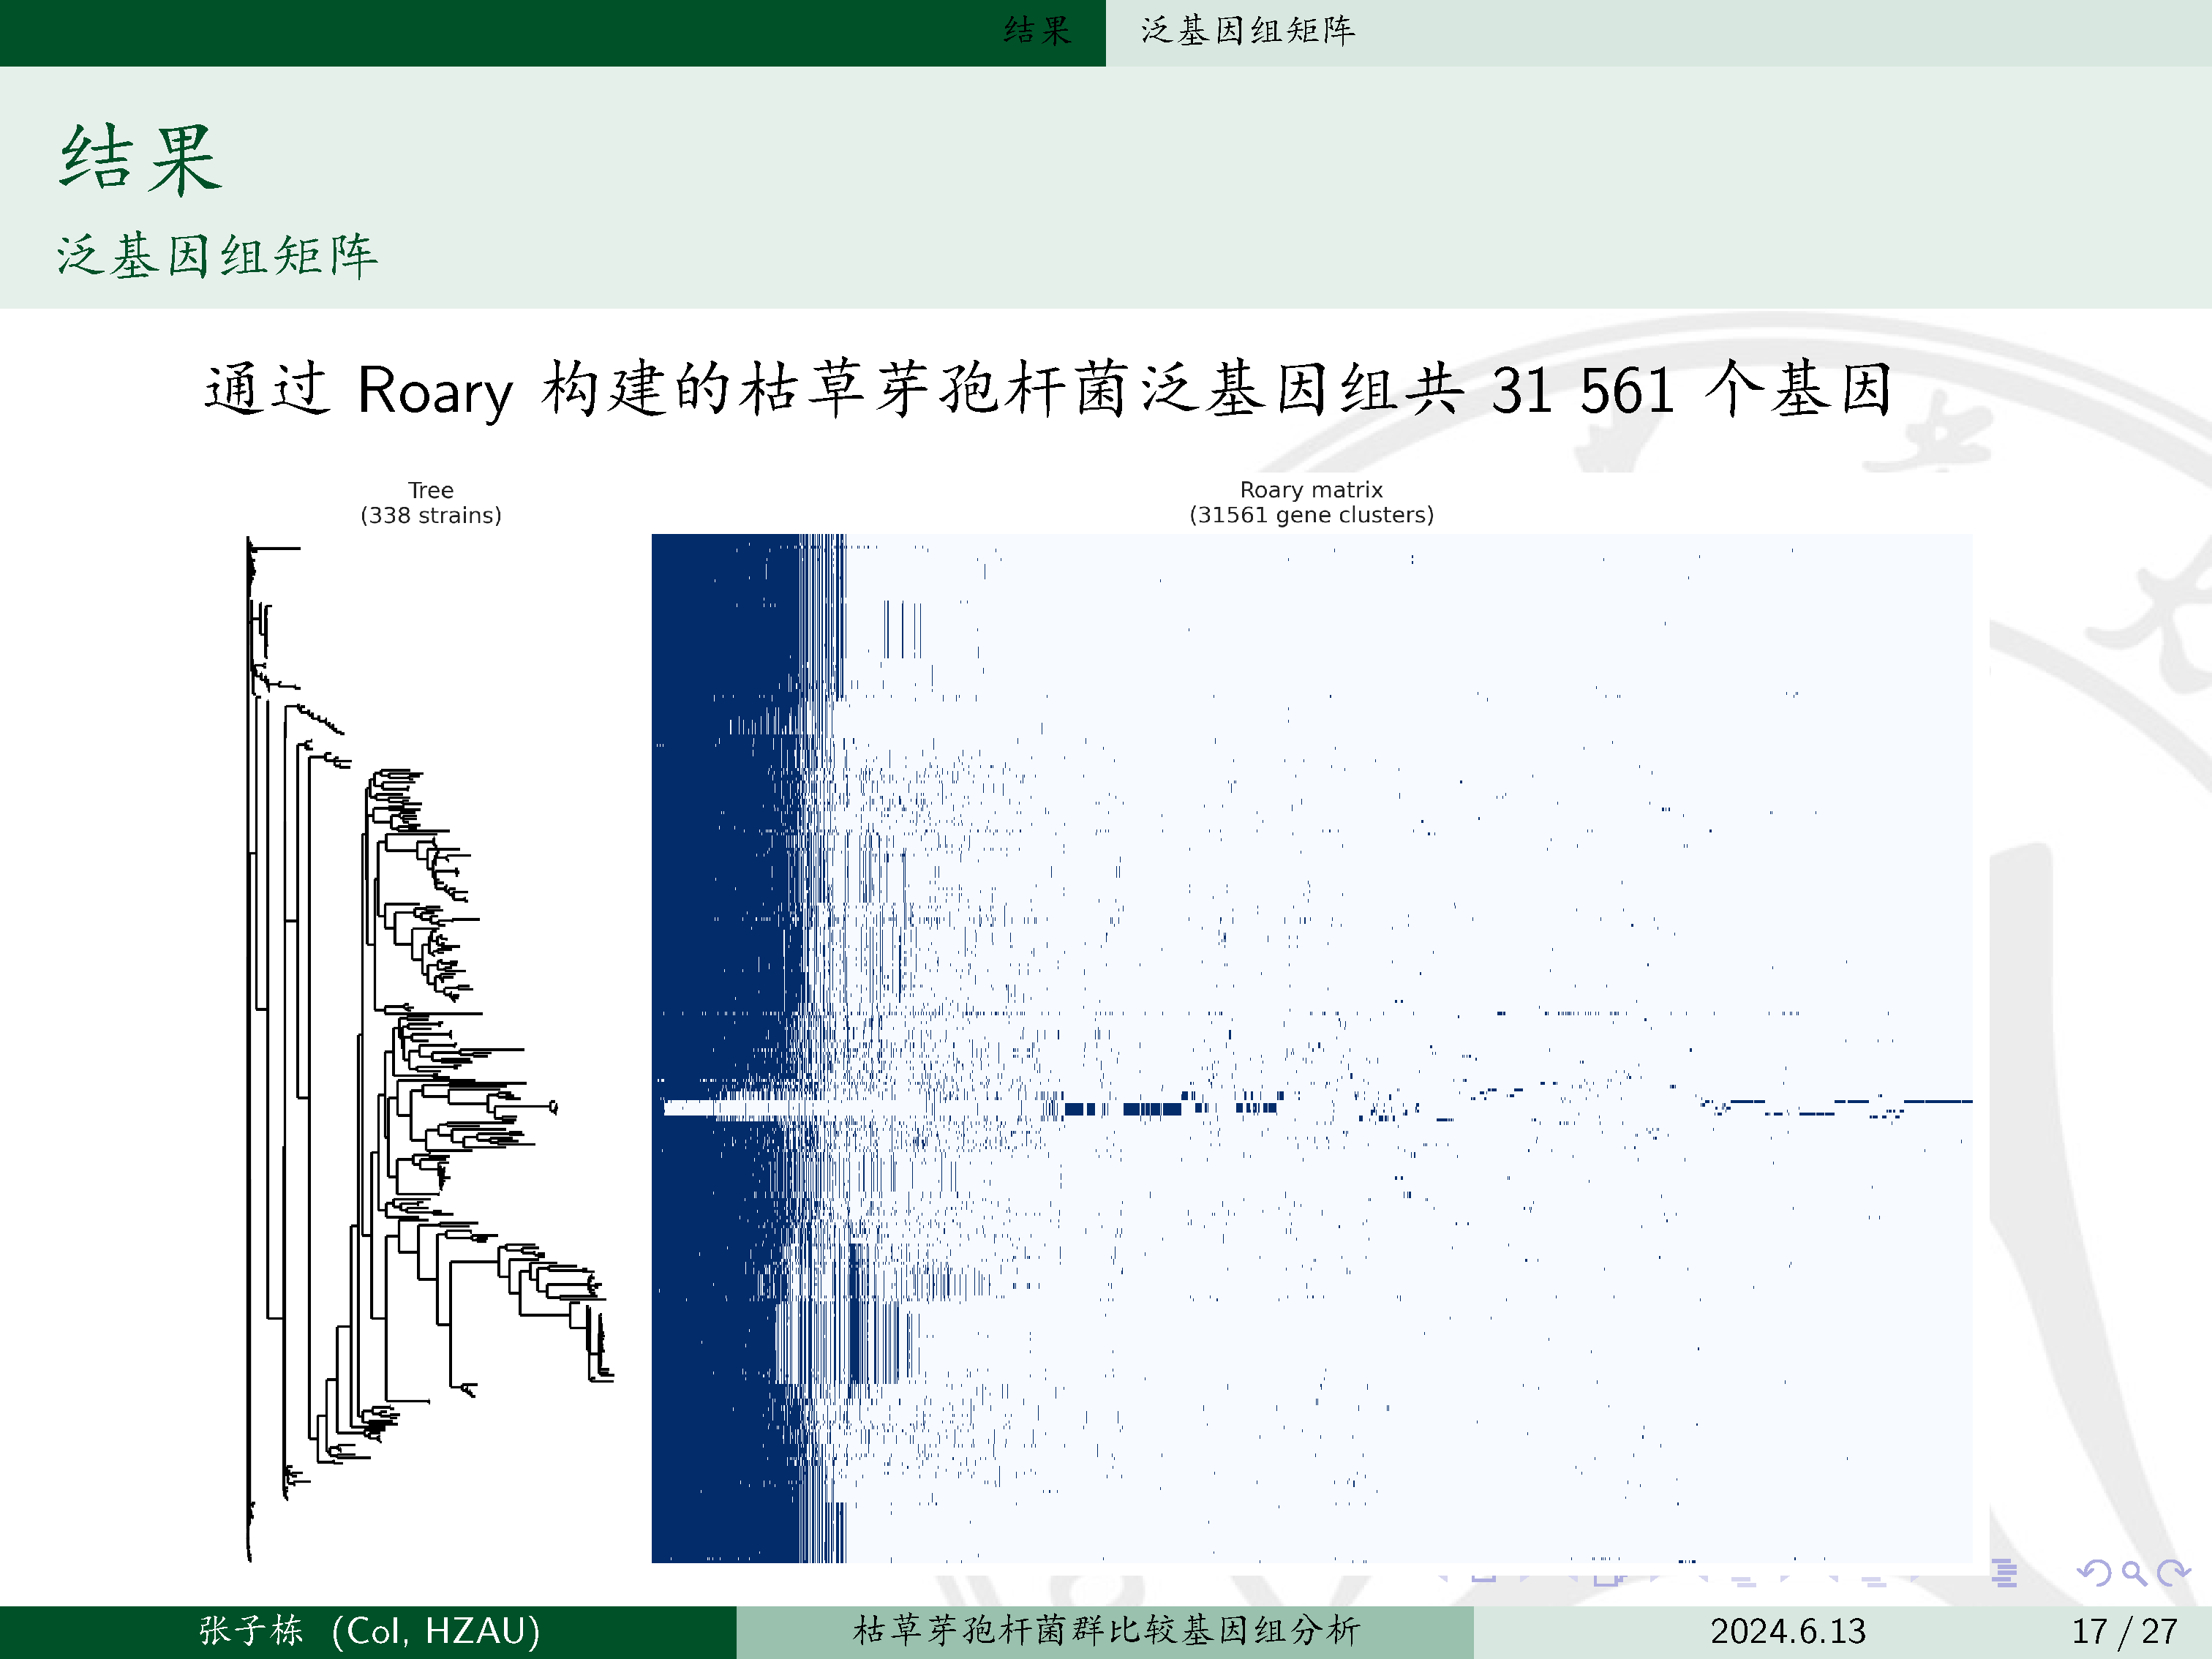 结果
泛基因组矩阵
结果
泛基因组矩阵
通过 Roary 构建的枯草芽孢杆菌泛基因组共 31 561 个基因
Tree
(338 strains)
Roary matrix
(31561 gene clusters)
张子栋 (CoI, HZAU)
枯草芽孢杆菌群比较基因组分析
2024.6.13
17 / 27